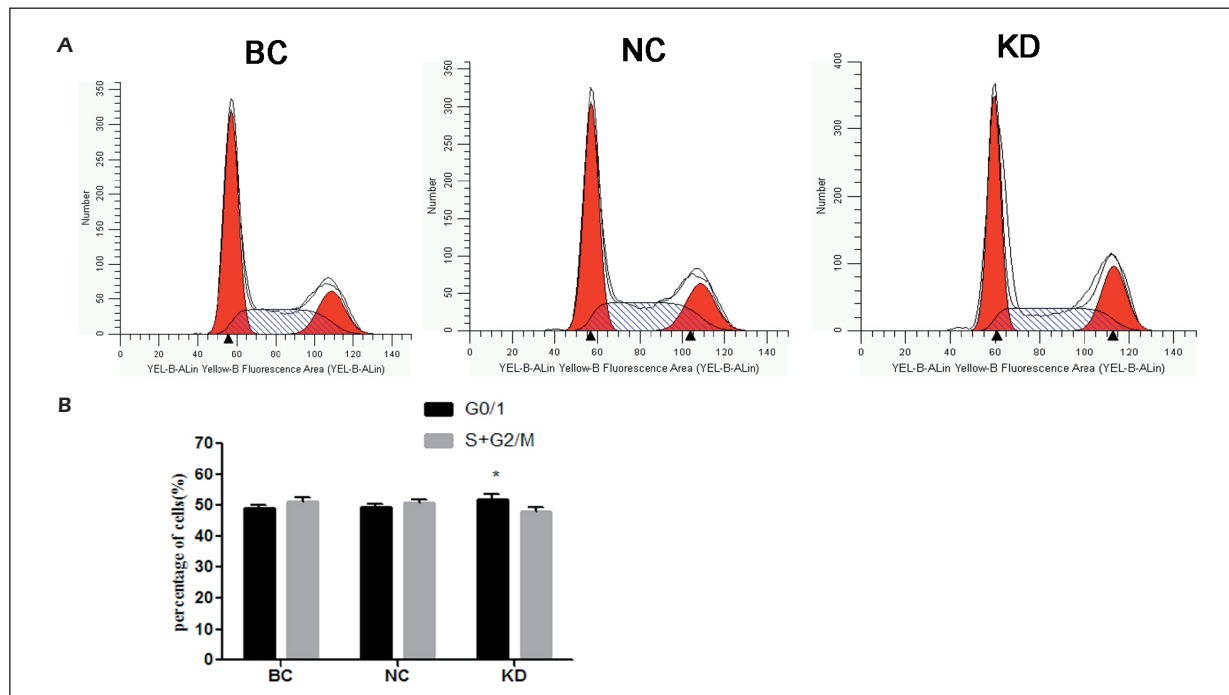 A
BC
NC
KD
350
300
250
200
150
100
50
0
Number
0 20 40 60 80 100 120 140
YEL-B-ALin Yellow-B Fluorescence Area (YEL-B-ALin)
350
300
250
200
150
100
50
0
Number
0 20 40 60 80 100 120 140
YEL-B-ALin Yellow-B Fluorescence Area (YEL-B-ALin)
400
300
200
100
0
Number
0 20 40 60 80 100 120 140
YEL-B-ALin Yellow-B Fluorescence Area (YEL-B-ALin)
B
G0/1
S+G2/M
70
60
50
40
30
20
10
0
percentage of cells(%)
*
BC NC KD